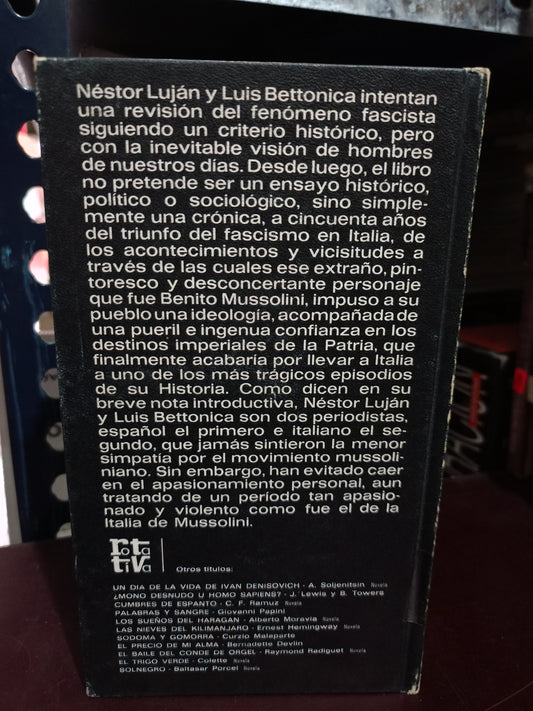 Néstor Luján y Luis Bettonica intentan
una revisión del fenómeno fascista
siguiendo un criterio histórico, pero
con la inevitable visión de hombres
de nuestros días. Desde luego, el libro
no pretende ser un ensayo histórico,
político o sociológico, sino simple-
mente una crónica, a cincuenta años
del triunfo del fascismo en Italia, de
los acontecimientos y vicisitudes a
través de las cuales ese extraño, pin-
toresco y desconcertante personaje
que fue Benito Mussolini, impuso a su
pueblo una ideología, acompañada de
una pueril e ingenua confianza en los
destinos imperiales de la Patria, que
finalmente acabaría por llevar a Italia
a uno de los más trágicos episodios
de su Historia. Como dicen en su
breve nota introductiva, Néstor Luján
y Luis Bettonica son dos periodistas,
español el primero e italiano el se-
gundo, que jamás sintieron la menor
simpatía por el movimiento mussoli-
niano. Sin embargo, han evitado caer
en el apasionamiento personal, aun
tratando de un período tan apasio-
nado y violento como fue el de la
Italia de Mussolini.
rotativa
Otros títulos:
UN DIA DE LA VIDA DE IVAN DENISOVICH · A. Soljenitsin Novela
¿MONO DESNUDO U HOMO SAPIENS? · J. Lewis y B. Towers
CUMBRES DE ESPANTO · C. F. Ramuz Novela
PALABRAS Y SANGRE · Giovanni Papini
LOS SUEÑOS DEL HARAGAN · Alberto Moravia Novela
LAS NIEVES DEL KILIMANJARO · Ernest Hemingway Novela
SODOMA Y GOMORRA · Curzio Malaparte
EL PRECIO DE MI ALMA · Bernadette Devlin
EL BAILE DEL CONDE DE ORGEL · Raymond Radiguet Novela
EL TRIGO VERDE · Colette Novela
SOLNEGRO · Baltasar Porcel Novela